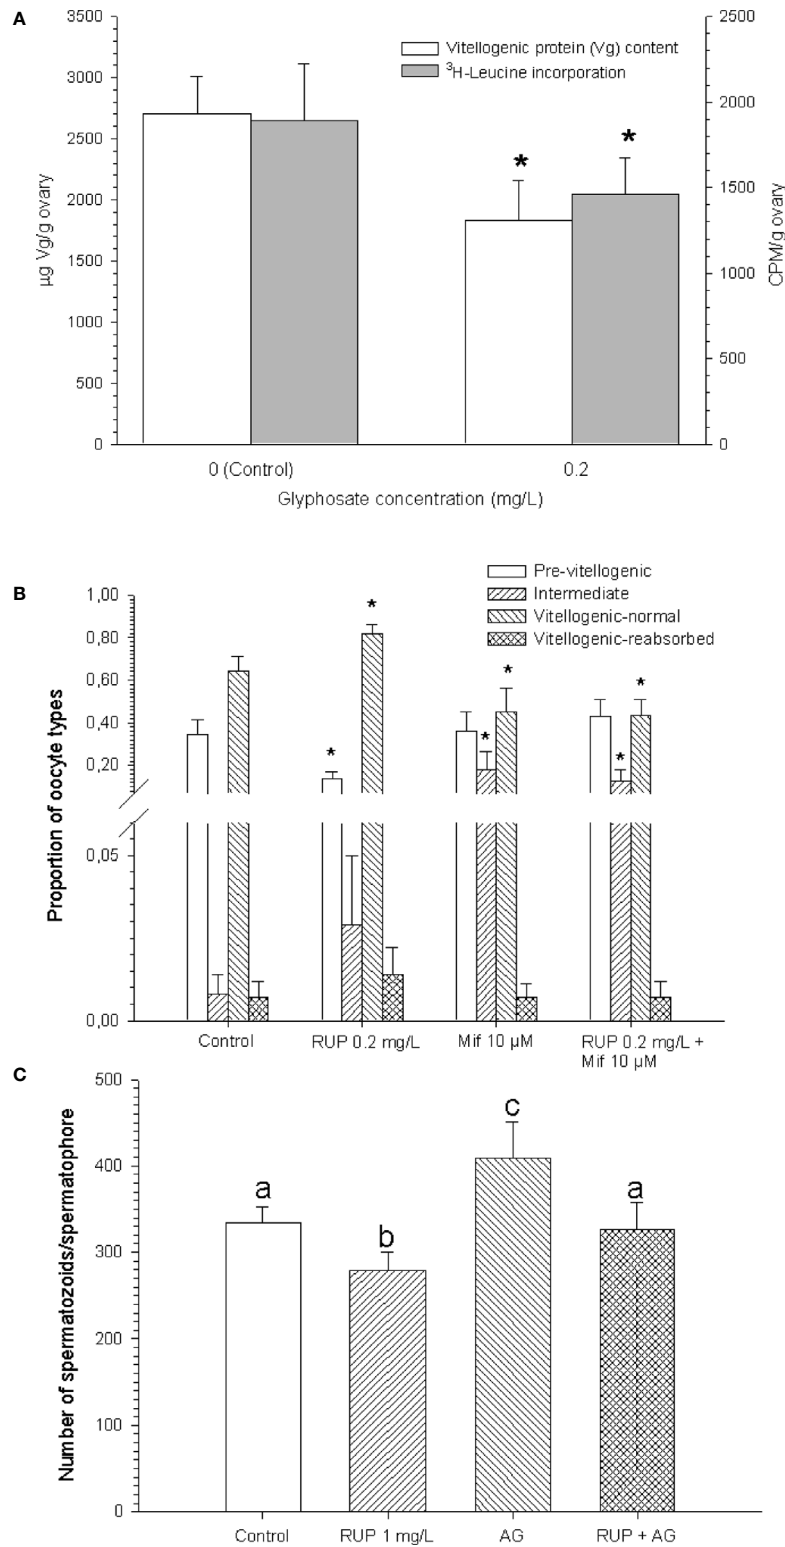 A
3500
3000
2500
2000
1500
1000
500
0
µg Vg/g ovary
Vitellogenic protein (Vg) content
³H-Leucine incorporation
* *
2500
2000
1500
1000
500
0
CPM/g ovary
0 (Control) 0.2
Glyphosate concentration (mg/L)
B
Pre-vitellogenic
Intermediate
Vitellogenic-normal
Vitellogenic-reabsorbed
1,00
0,80
0,60
0,40
0,20
0,05
0,00
Proportion of oocyte types
* * * * * *
Control RUP 0.2 mg/L Mif 10 µM RUP 0.2 mg/L +
Mif 10 µM
C
500
400
300
200
100
0
Number of spermatozoids/spermatophore
a b c a
Control RUP 1 mg/L AG RUP + AG